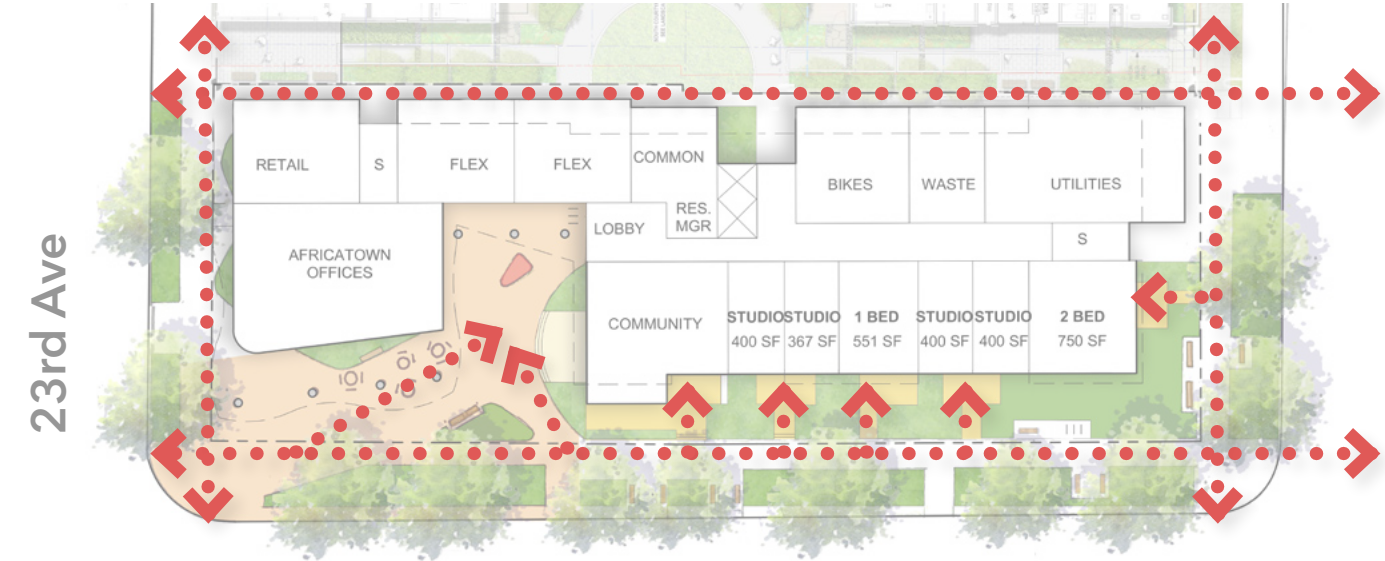 23rd Ave
RETAIL
S
FLEX
FLEX
COMMON
BIKES
WASTE
UTILITIES
RES.
MGR
LOBBY
S
AFRICATOWN
OFFICES
COMMUNITY
STUDIO
400 SF
STUDIO
367 SF
1 BED
551 SF
STUDIO
400 SF
STUDIO
400 SF
2 BED
750 SF